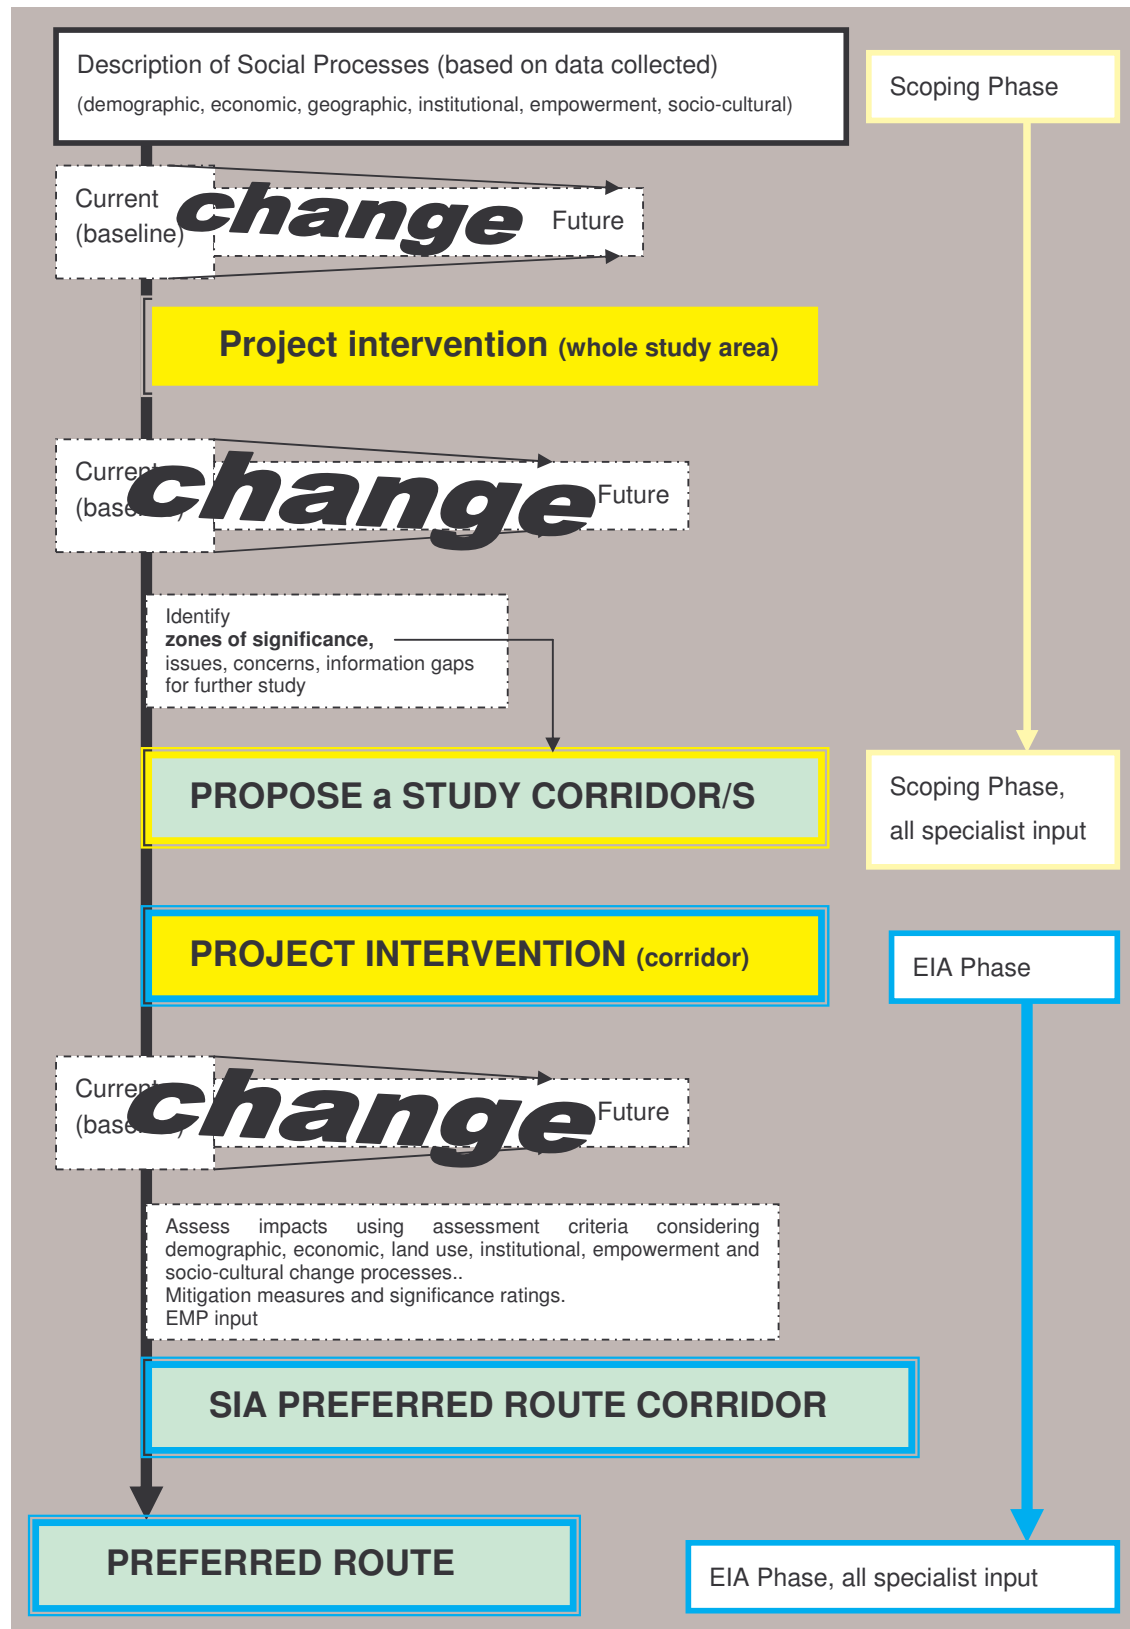 Description of Social Processes (based on data collected)
(demographic, economic, geographic, institutional, empowerment, socio-cultural)
Scoping Phase
Current
(baseline)
change
Future
Project intervention (whole study area)
Current
(baseline)
change
Future
Identify
zones of significance,
issues, concerns, information gaps
for further study
PROPOSE a STUDY CORRIDOR/S
Scoping Phase,
all specialist input
PROJECT INTERVENTION (corridor)
EIA Phase
Current
(baseline)
change
Future
Assess impacts using assessment criteria considering
demographic, economic, land use, institutional, empowerment and
socio-cultural change processes..
Mitigation measures and significance ratings.
EMP input
SIA PREFERRED ROUTE CORRIDOR
PREFERRED ROUTE
EIA Phase, all specialist input